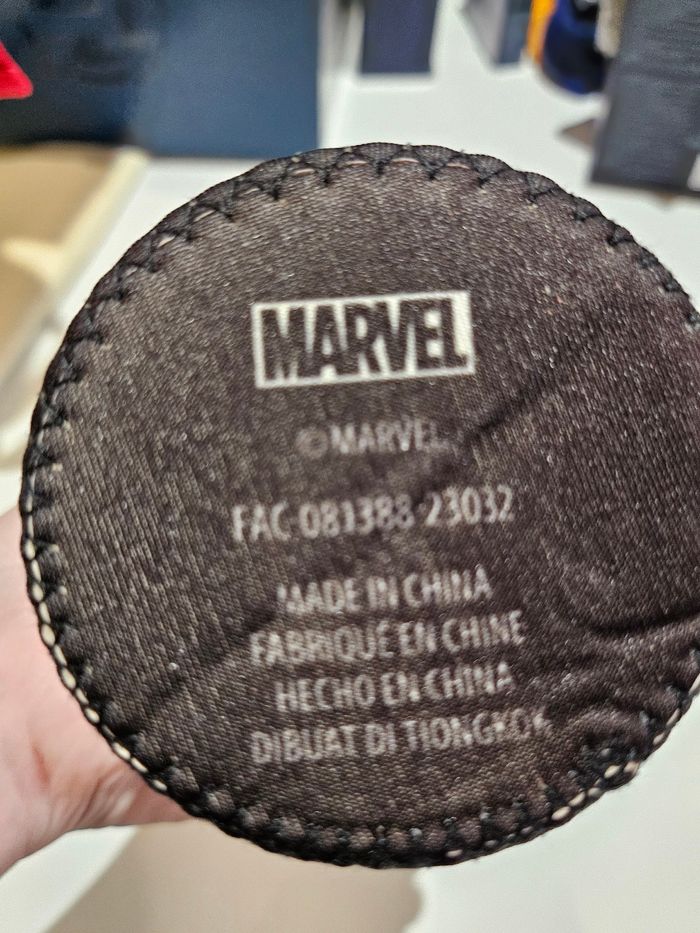 MARVEL
©MARVEL
FAC-081388-23032
MADE IN CHINA
FABRIQUÉ EN CHINE
HECHO EN CHINA
DIBUAT DI TIONGKOK